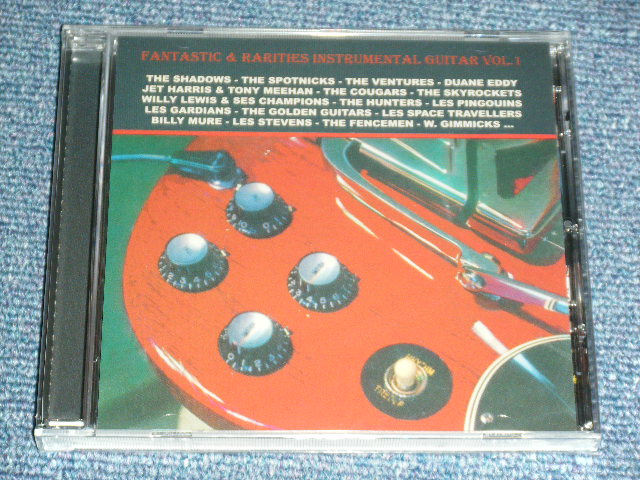 FANTASTIC & RARITIES INSTRUMENTAL GUITAR VOL. 1
THE SHADOWS - THE SPOTNICKS - THE VENTURES - DUANE EDDY
JET HARRIS & TONY MEEHAN - THE COUGARS - THE SKYROCKETS
WILLY LEWIS & SES CHAMPIONS - THE HUNTERS - LES PINGOUINS
LES GARDIANS - THE GOLDEN GUITARS - LES SPACE TRAVELLERS
BILLY MURE - LES STEVENS - THE FENCEMEN - W. GIMMICKS ...
RHYTHM